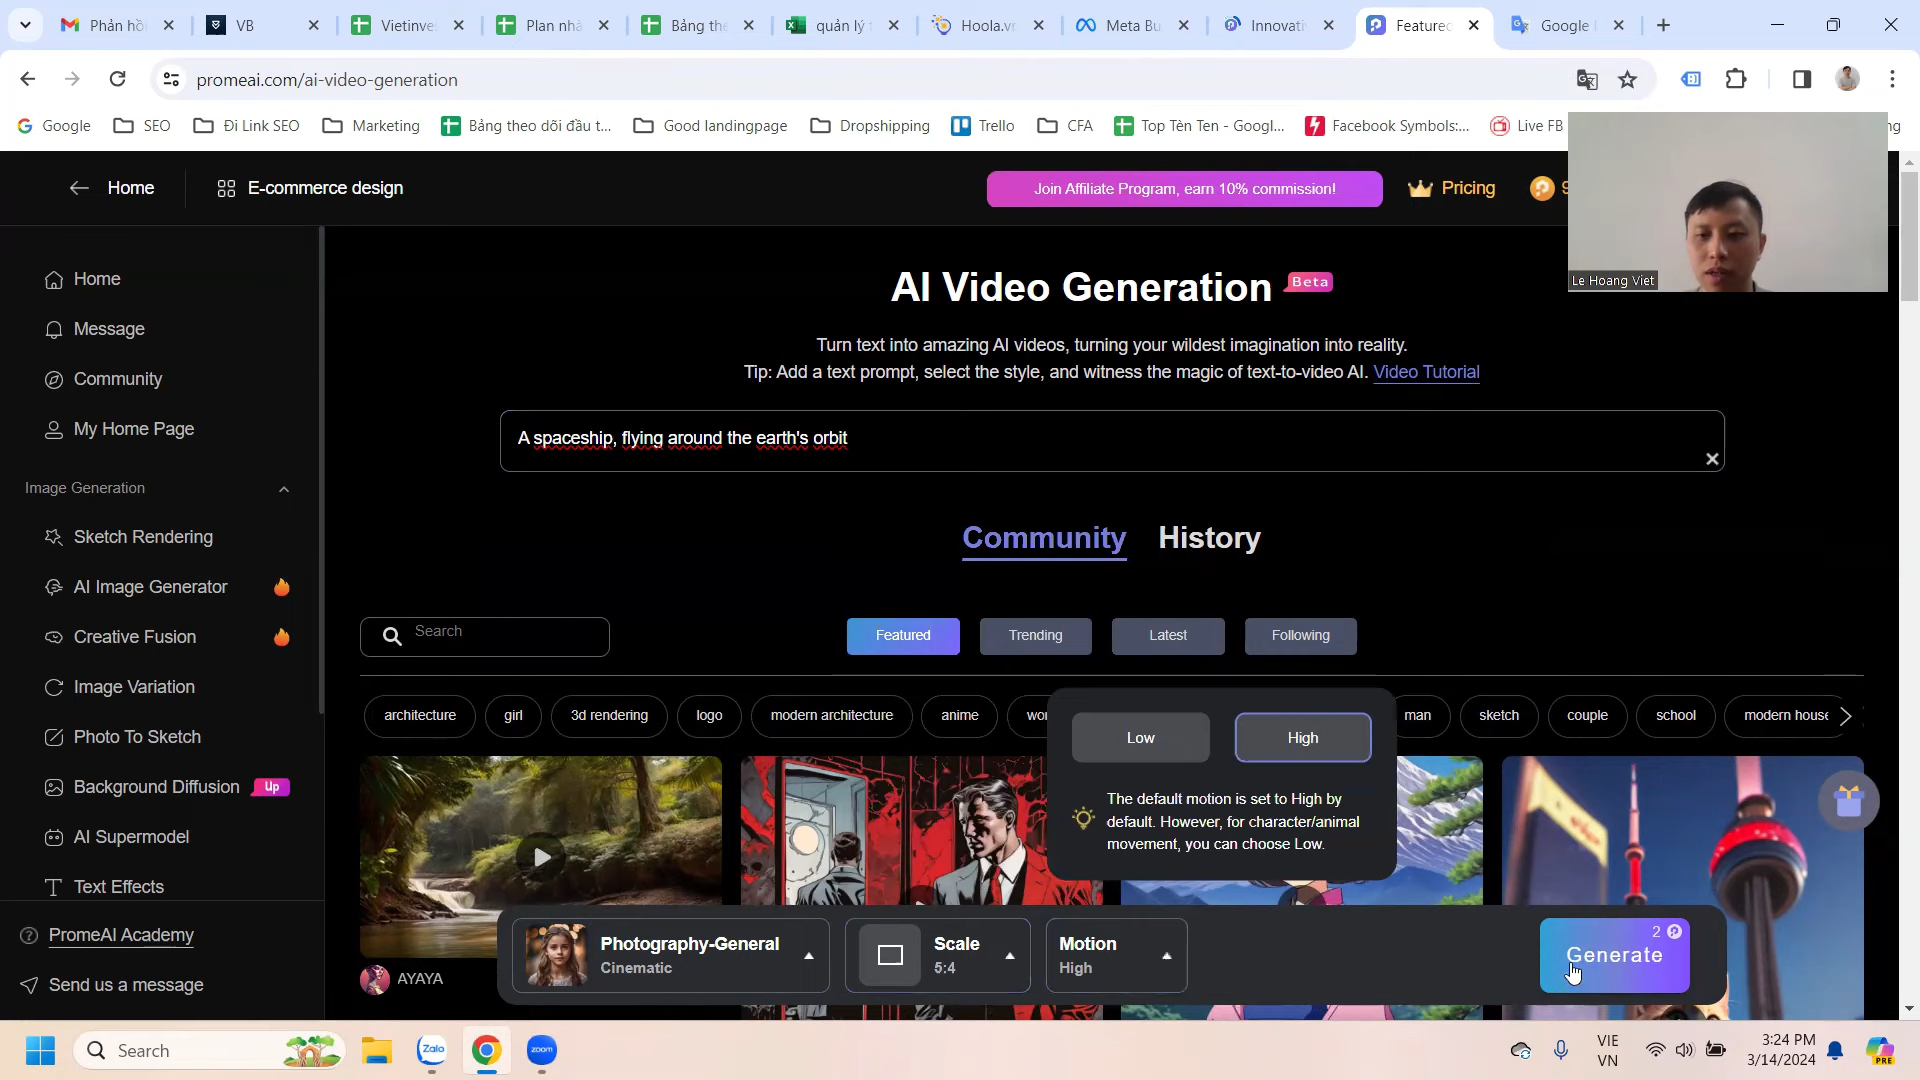 Phản hồ
VB
Vietinve
Plan nhà
Bảng the
quản lý
Hoola.vn
Meta Bu
Innovati
Featured
Google
promeai.com/ai-video-generation
Google
SEO
Đi Link SEO
Marketing
Bảng theo dõi đầu t...
Good landingpage
Dropshipping
Trello
CFA
Top Tèn Ten - Googl...
Facebook Symbols:...
Live FB
Home
E-commerce design
Join Affiliate Program, earn 10% commission!
Pricing
Le Hoang Viet
Home
Message
Community
My Home Page
Image Generation
Sketch Rendering
AI Image Generator
Creative Fusion
Image Variation
Photo To Sketch
Background Diffusion
Up
AI Supermodel
Text Effects
PromeAI Academy
Send us a message
AI Video Generation
Beta
Turn text into amazing AI videos, turning your wildest imagination into reality.
Tip: Add a text prompt, select the style, and witness the magic of text-to-video AI. Video Tutorial
A spaceship, flying around the earth's orbit
Community
History
Search
Featured
Trending
Latest
Following
architecture
girl
3d rendering
logo
modern architecture
anime
man
sketch
couple
school
modern house
Low
High
The default motion is set to High by
default. However, for character/animal
movement, you can choose Low.
AYAYA
Photography-General
Cinematic
Scale
5:4
Motion
High
2
Generate
Search
Zalo
zoom
VIE
VN
3:24 PM
3/14/2024
PRE